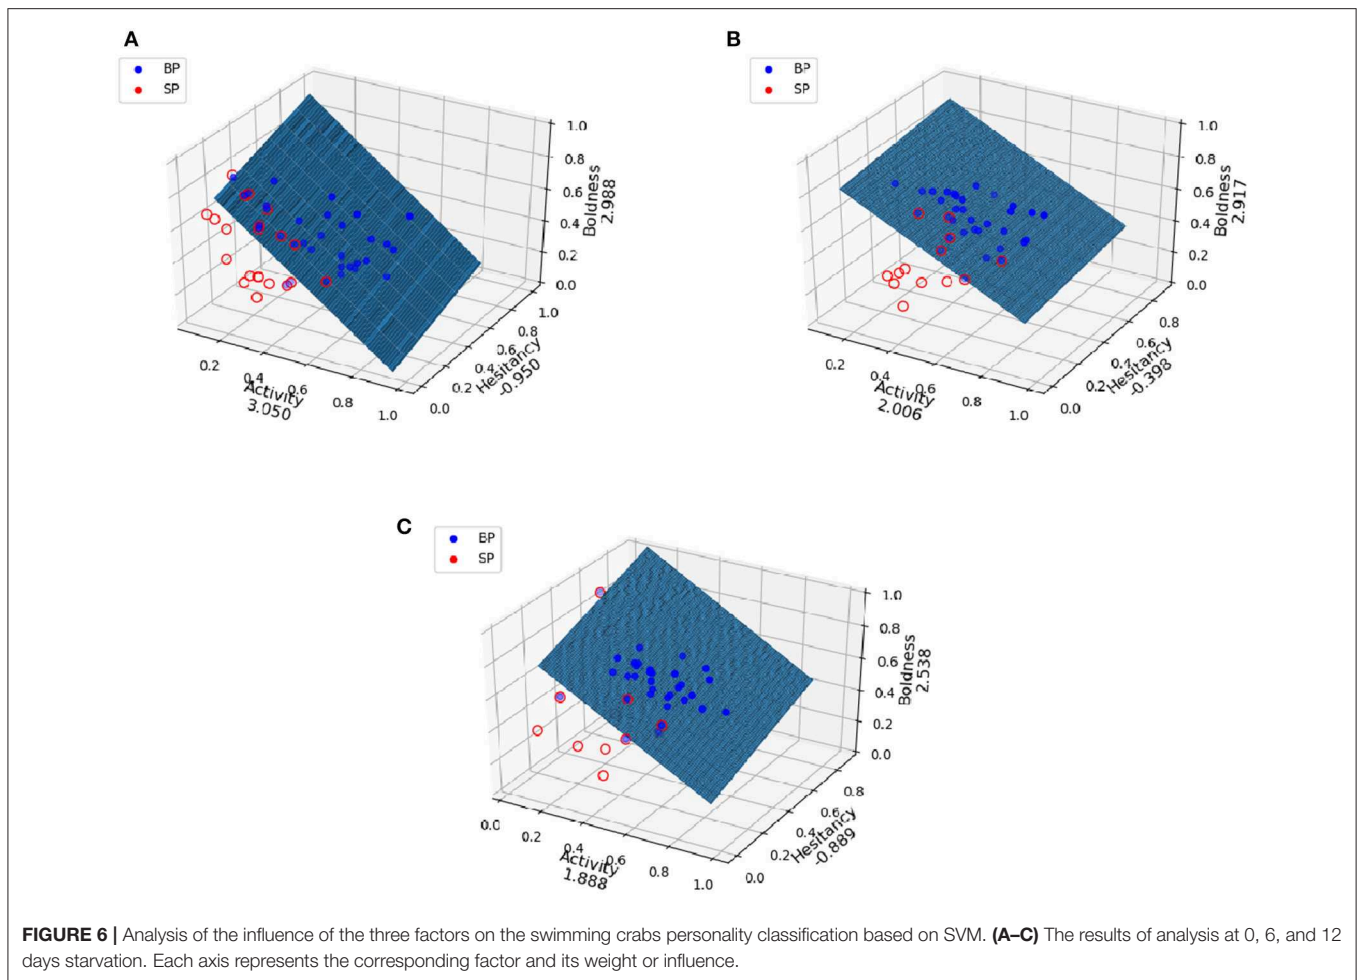 A
BP
SP
1.0
0.8
0.6
0.4
0.2
0.0
Boldness
2.988
1.0
0.8
0.6
0.4
0.2
0.0
Hesitancy
-0.950
0.2
0.4
0.6
0.8
1.0
Activity
3.050
B
BP
SP
1.0
0.8
0.6
0.4
0.2
0.0
Boldness
2.917
0.8
0.6
0.4
0.2
0.0
Hesitancy
-0.398
0.2
0.4
0.6
0.8
1.0
Activity
2.006
C
BP
SP
1.0
0.8
0.6
0.4
0.2
0.0
Boldness
2.538
0.8
0.6
0.4
0.2
0.0
Hesitancy
-0.889
0.0
0.2
0.4
0.6
0.8
1.0
Activity
1.888
FIGURE 6 | Analysis of the influence of the three factors on the swimming crabs personality classification based on SVM. (A–C) The results of analysis at 0, 6, and 12
days starvation. Each axis represents the corresponding factor and its weight or influence.